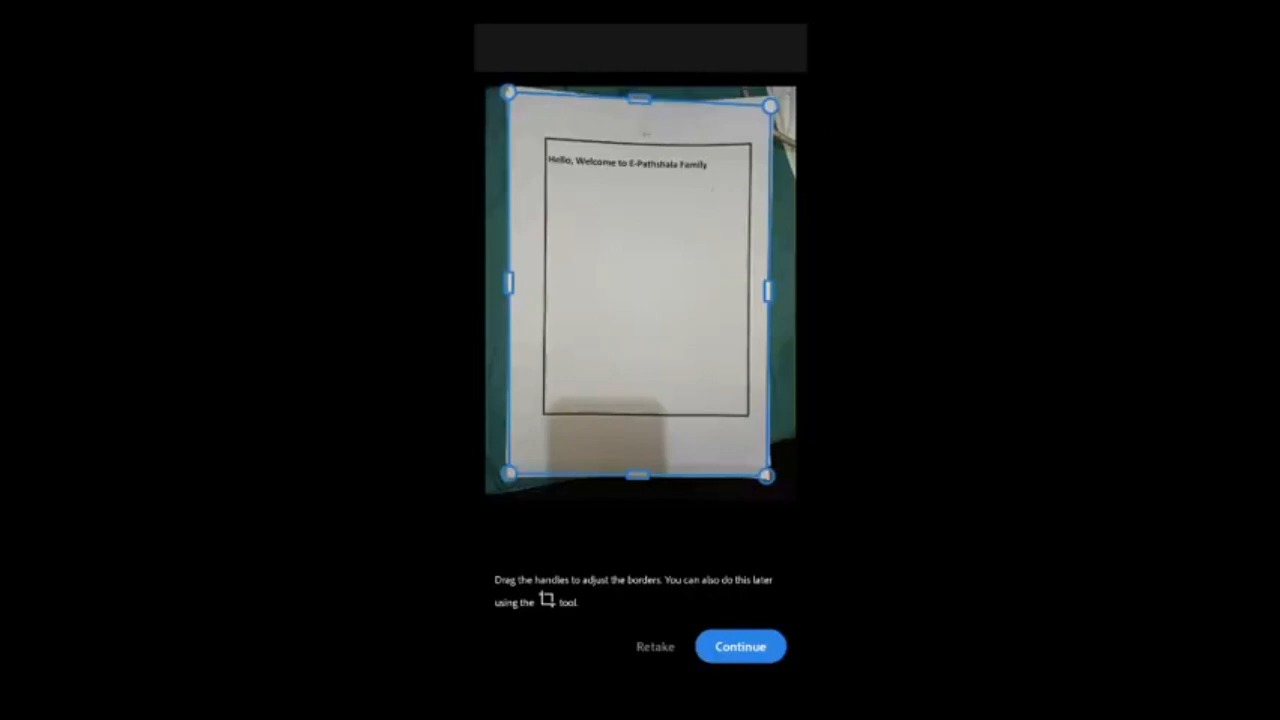 Hello, Welcome to E-Pathshala Family
Drag the handles to adjust the borders. You can also do this later
using the tool.
Retake
Continue